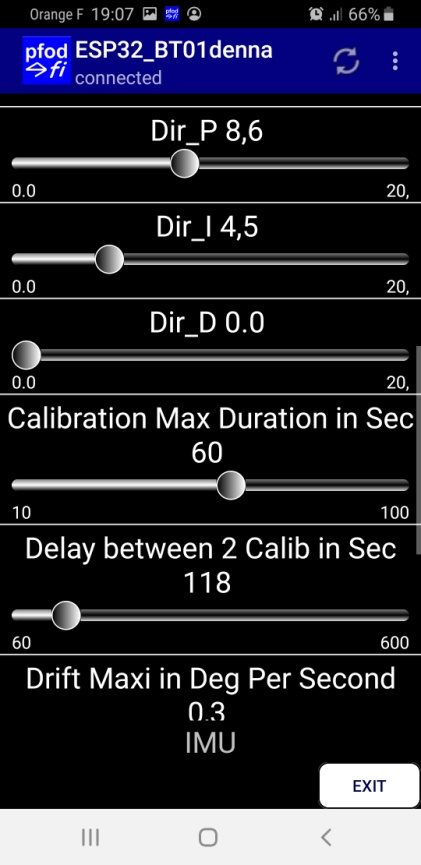 Orange F 19:07 66%
pfod
fi
ESP32_BT01denna
connected
Dir_P 8,6
0.0 20,
Dir_I 4,5
0.0 20,
Dir_D 0.0
0.0 20,
Calibration Max Duration in Sec
60
10 100
Delay between 2 Calib in Sec
118
60 600
Drift Maxi in Deg Per Second
0.3
IMU
EXIT